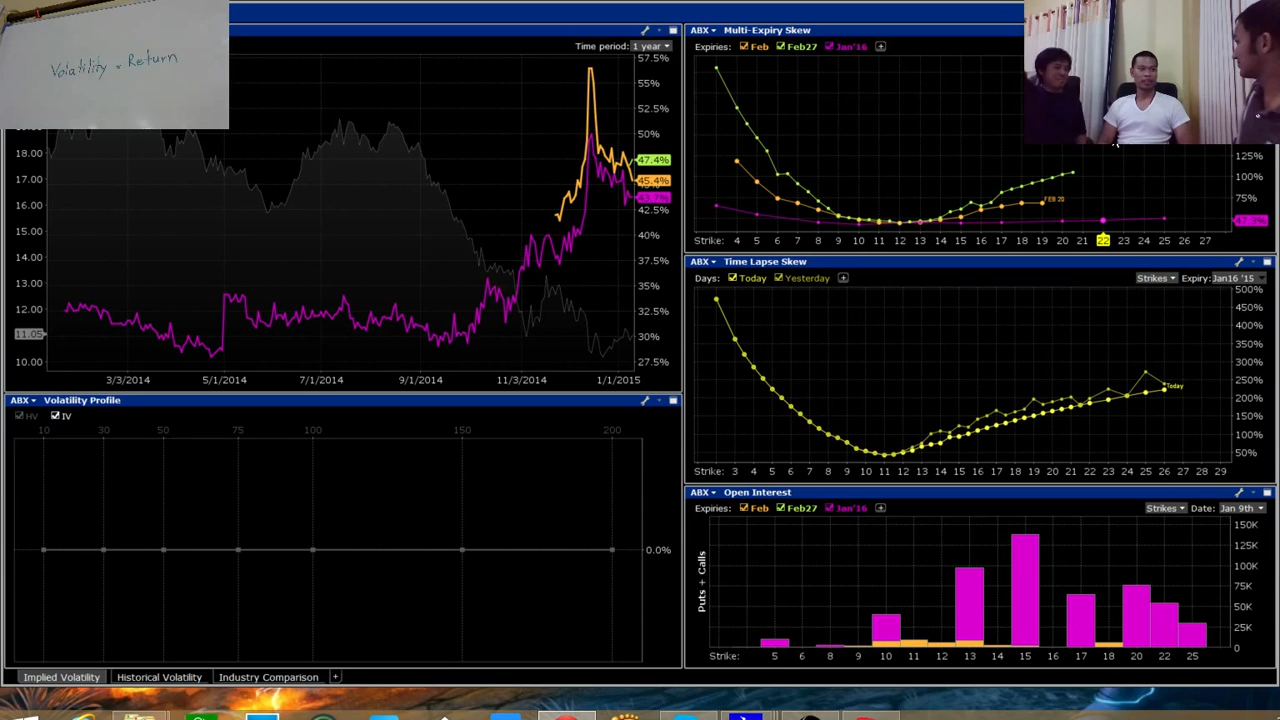 Volatility × Return
Time period: 1 year
57.5%
55%
52.5%
50%
47.4%
45.4%
42.5%
40%
37.5%
35%
32.5%
30%
27.5%
18.00
17.00
16.00
15.00
14.00
13.00
12.00
11.05
10.00
3/3/2014 5/1/2014 7/1/2014 9/1/2014 11/3/2014 1/1/2015
ABX Volatility Profile
HV IV
10 30 50 75 100 150 200
0.0%
Implied Volatility Historical Volatility Industry Comparison +
ABX Multi-Expiry Skew
Expiries: Feb Feb27 Jan'16 +
125%
100%
75%
FEB 20
Strike: 4 5 6 7 8 9 10 11 12 13 14 15 16 17 18 19 20 21 22 23 24 25 26 27
ABX Time Lapse Skew
Days: Today Yesterday + Strikes Expiry: Jan16 '15
500%
450%
400%
350%
300%
250%
200%
150%
100%
50%
Today
Strike: 3 4 5 6 7 8 9 10 11 12 13 14 15 16 17 18 19 20 21 22 23 24 25 26 27 28 29
ABX Open Interest
Expiries: Feb Feb27 Jan'16 + Strikes Date: Jan 9th
Puts + Calls
150K
125K
100K
75K
50K
25K
0
Strike: 5 6 8 9 10 11 12 13 14 15 16 17 18 20 22 25